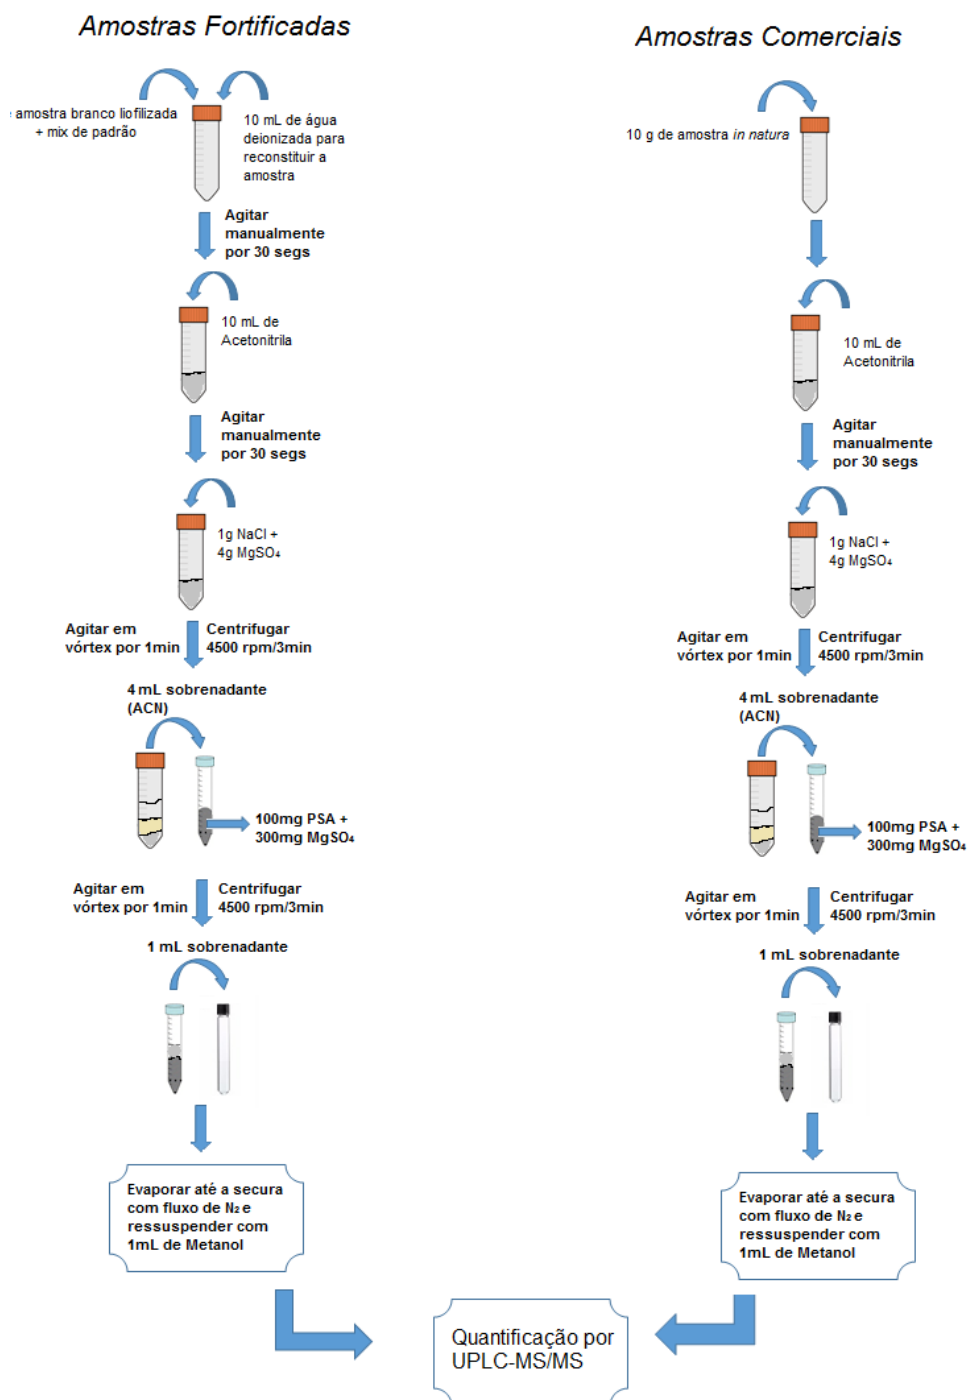 Amostras Fortificadas
amostra branco liofilizada
+ mix de padrão
10 mL de água
deionizada para
reconstituir a
amostra
Agitar
manualmente
por 30 segs
10 mL de
Acetonitrila
Agitar
manualmente
por 30 segs
1g NaCl +
4g MgSO₄
Agitar em
vórtex por 1min
Centrifugar
4500 rpm/3min
4 mL sobrenadante
(ACN)
100mg PSA +
300mg MgSO₄
Agitar em
vórtex por 1min
Centrifugar
4500 rpm/3min
1 mL sobrenadante
Evaporar até a secura
com fluxo de N₂ e
ressuspender com
1mL de Metanol
Amostras Comerciais
10 g de amostra in natura
10 mL de
Acetonitrila
Agitar
manualmente
por 30 segs
1g NaCl +
4g MgSO₄
Agitar em
vórtex por 1min
Centrifugar
4500 rpm/3min
4 mL sobrenadante
(ACN)
100mg PSA +
300mg MgSO₄
Agitar em
vórtex por 1min
Centrifugar
4500 rpm/3min
1 mL sobrenadante
Evaporar até a secura
com fluxo de N₂ e
ressuspender com
1mL de Metanol
Quantificação por
UPLC-MS/MS